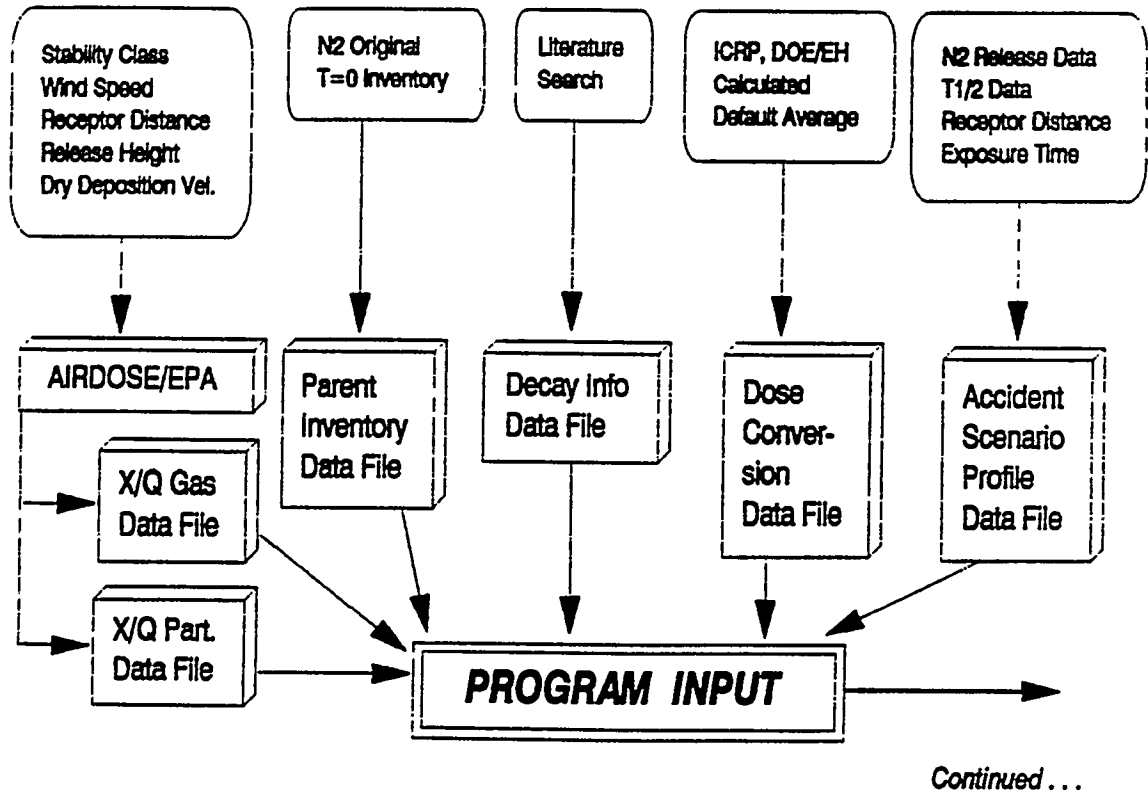 Stability Class
Wind Speed
Receptor Distance
Release Height
Dry Deposition Vel.
N2 Original
T=0 Inventory
Literature
Search
ICRP, DOE/EH
Calculated
Default Average
N2 Release Data
T1/2 Data
Receptor Distance
Exposure Time
AIRDOSE/EPA
X/Q Gas
Data File
X/Q Part.
Data File
Parent
Inventory
Data File
Decay Info
Data File
Dose
Conver-
sion
Data File
Accident
Scenario
Profile
Data File
PROGRAM INPUT
Continued . . .